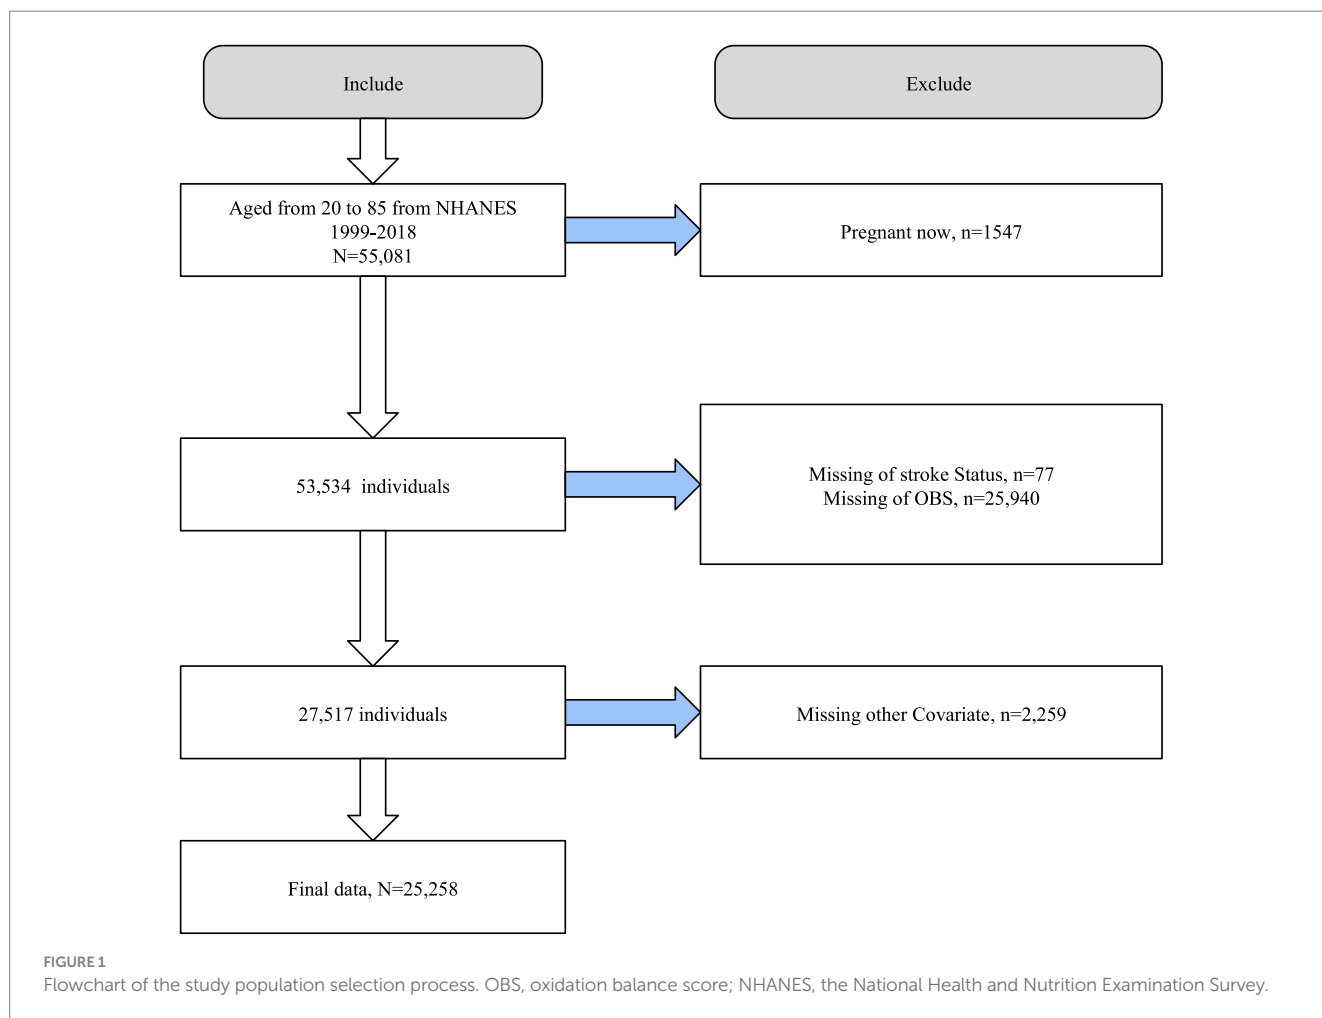 Include
Exclude
Aged from 20 to 85 from NHANES
1999-2018
N=55,081
Pregnant now, n=1547
53,534 individuals
Missing of stroke Status, n=77
Missing of OBS, n=25,940
27,517 individuals
Missing other Covariate, n=2,259
Final data, N=25,258
FIGURE 1
Flowchart of the study population selection process. OBS, oxidation balance score; NHANES, the National Health and Nutrition Examination Survey.